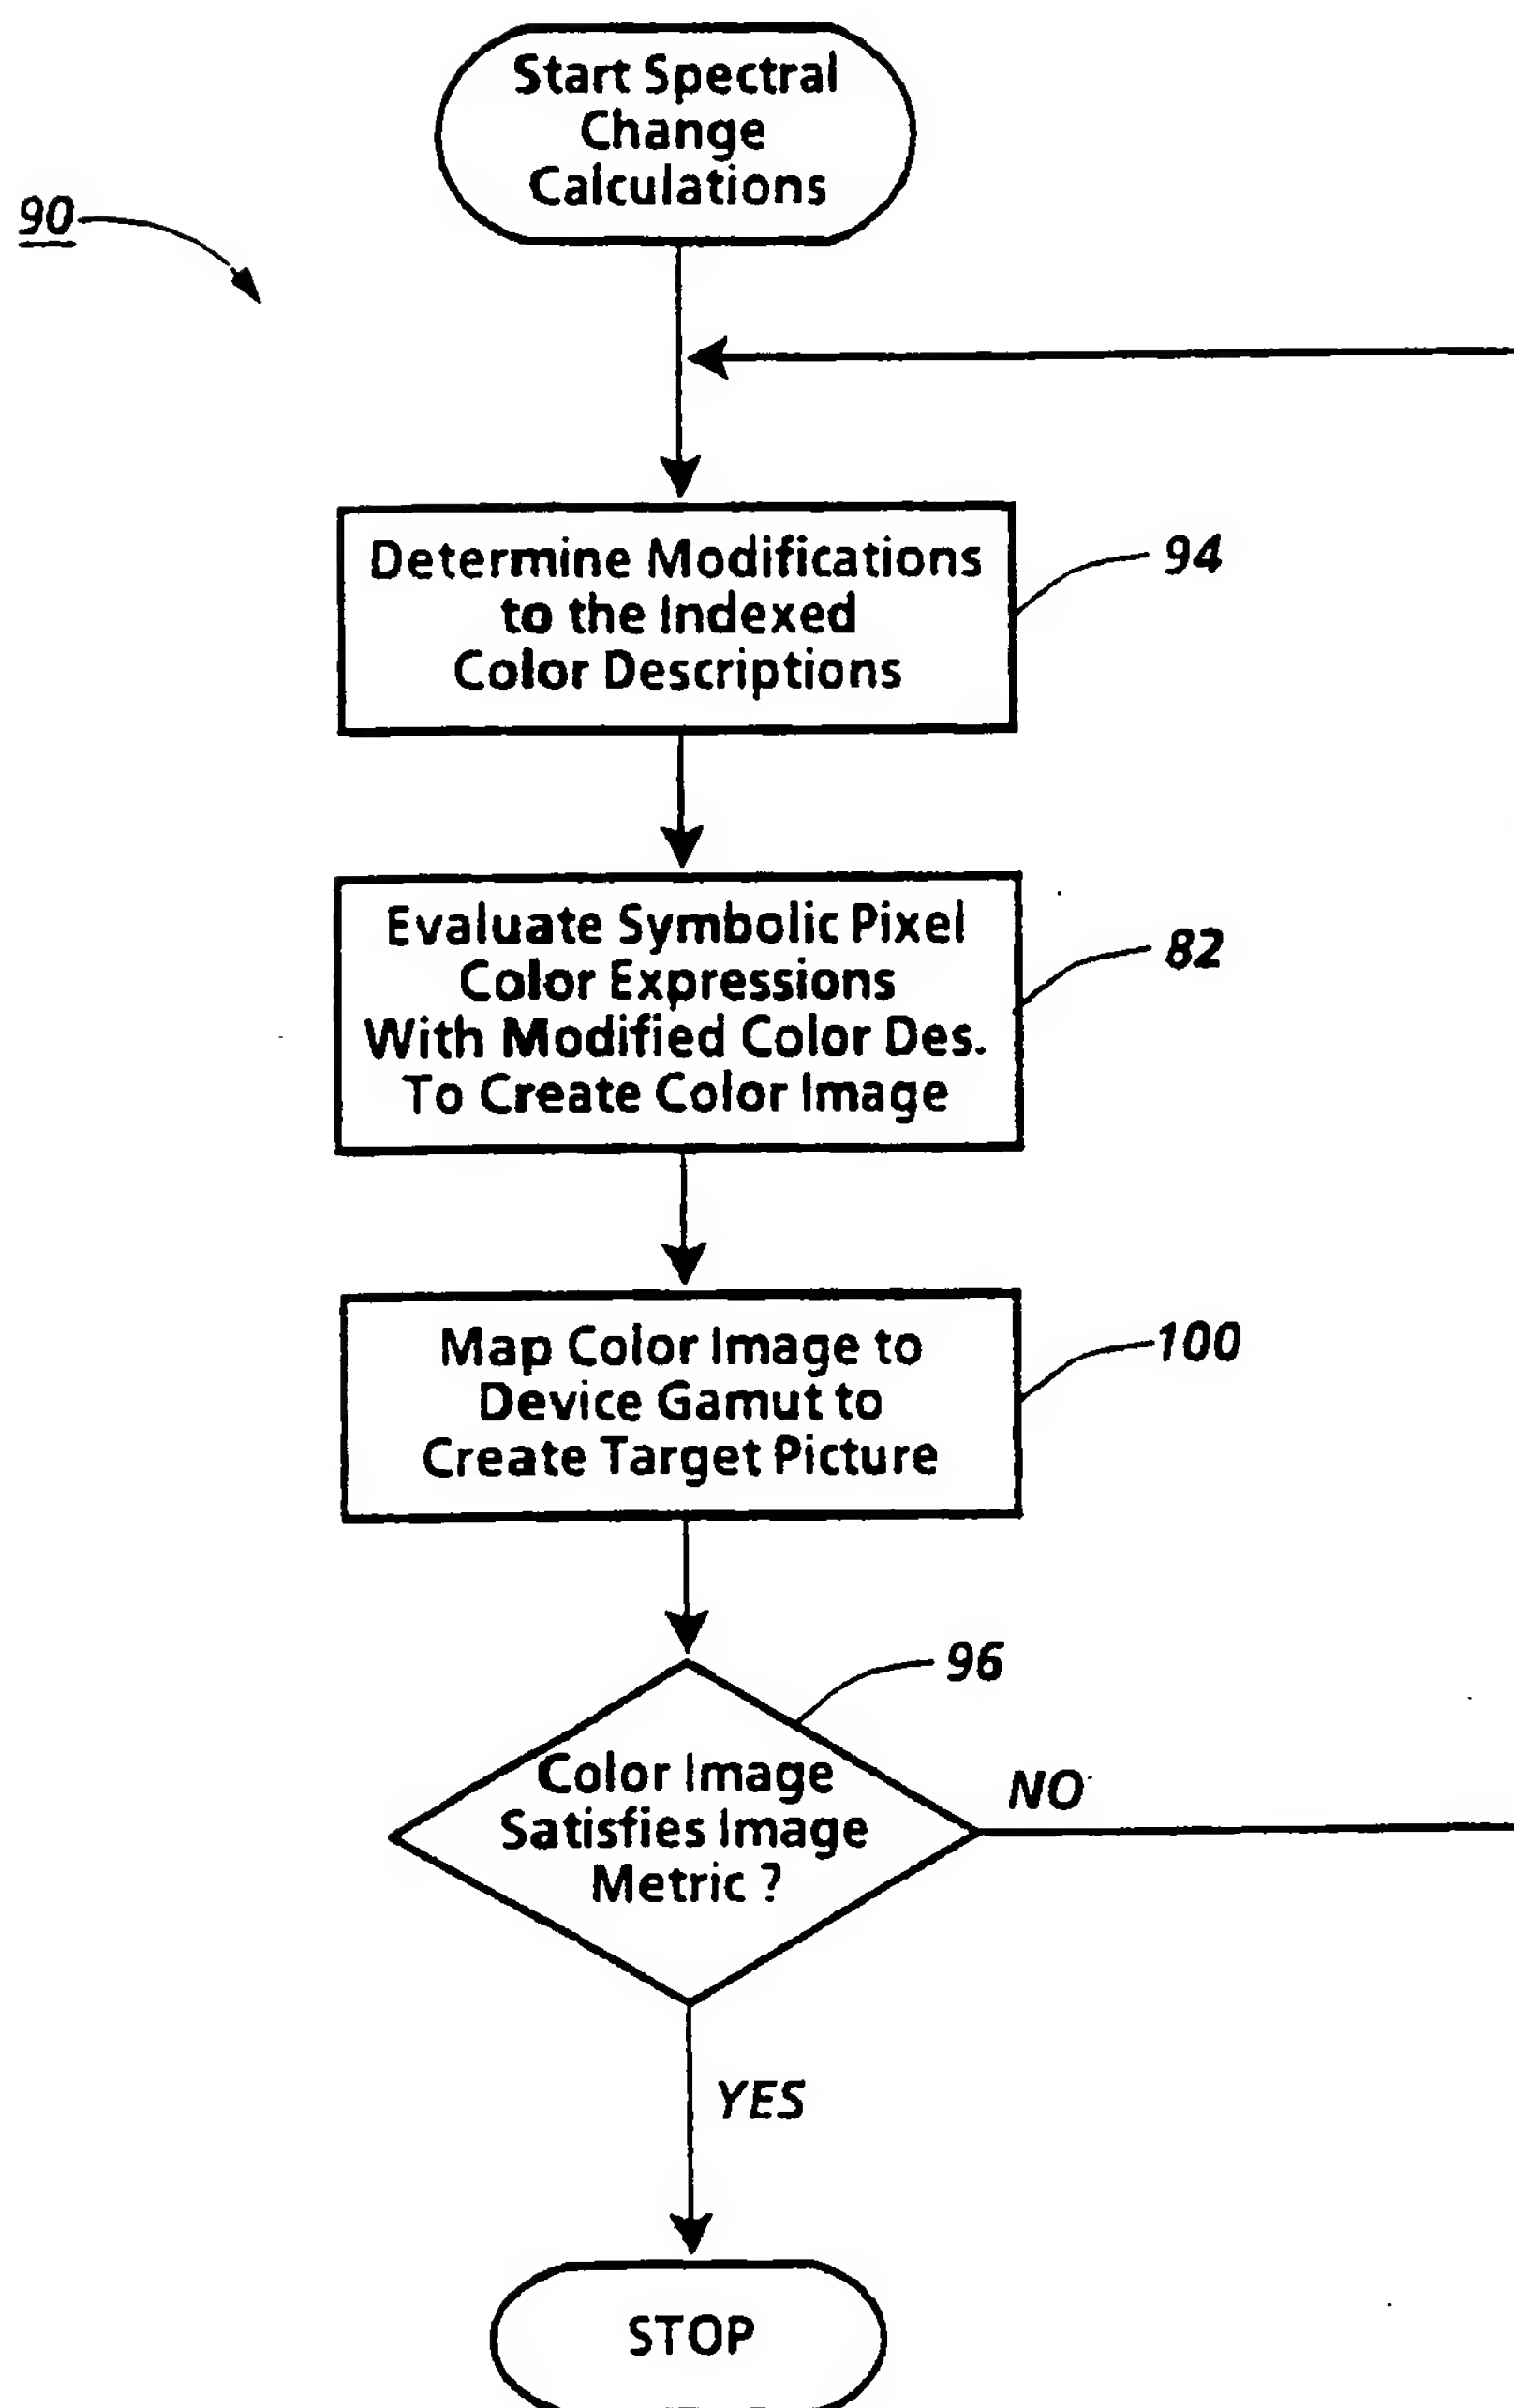 Start Spectral
Change
Calculations
90
Determine Modifications
to the Indexed
Color Descriptions
94
Evaluate Symbolic Pixel
Color Expressions
With Modified Color Des.
To Create Color Image
82
Map Color Image to
Device Gamut to
Create Target Picture
100
96
Color Image
Satisfies Image
Metric ?
NO
YES
STOP